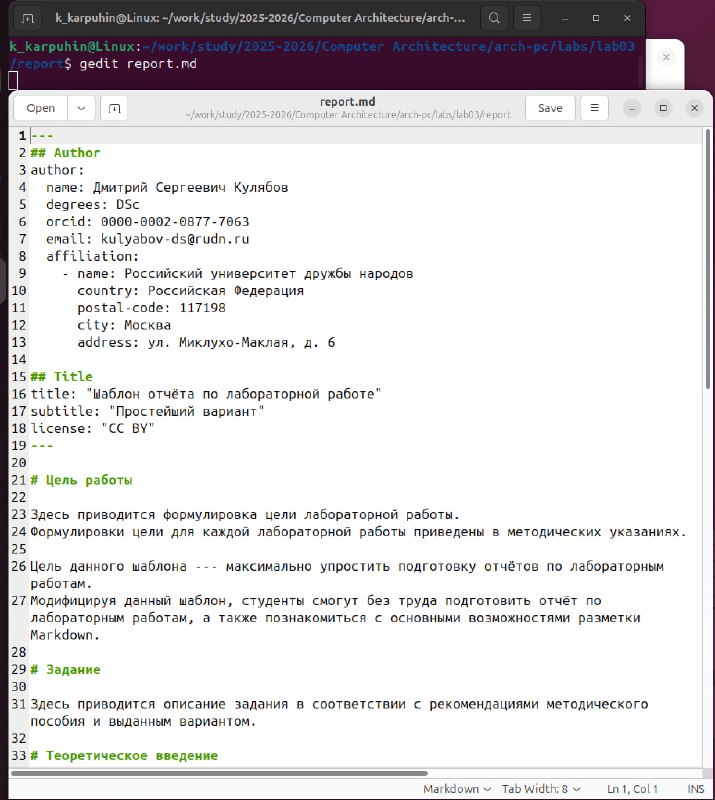 k_karpuhin@Linux: ~/work/study/2025-2026/Computer Architecture/arch-...
k_karpuhin@Linux:~/work/study/2025-2026/Computer Architecture/arch-pc/labs/lab03
/report$ gedit report.md
Open
report.md
~/work/study/2025-2026/Computer Architecture/arch-pc/labs/lab03/report
Save
1 ---
2 ## Author
3 author:
4   name: Дмитрий Сергеевич Кулябов
5   degrees: DSc
6   orcid: 0000-0002-0877-7063
7   email: kulyabov-ds@rudn.ru
8   affiliation:
9     - name: Российский университет дружбы народов
10       country: Российская Федерация
11       postal-code: 117198
12       city: Москва
13       address: ул. Миклухо-Маклая, д. 6
14
15 ## Title
16 title: "Шаблон отчёта по лабораторной работе"
17 subtitle: "Простейший вариант"
18 license: "CC BY"
19 ---
20
21 # Цель работы
22
23 Здесь приводится формулировка цели лабораторной работы.
24 Формулировки цели для каждой лабораторной работы приведены в методических указаниях.
25
26 Цель данного шаблона --- максимально упростить подготовку отчётов по лабораторным
работам.
27 Модифицируя данный шаблон, студенты смогут без труда подготовить отчёт по
лабораторным работам, а также познакомиться с основными возможностями разметки
Markdown.
28
29 # Задание
30
31 Здесь приводится описание задания в соответствии с рекомендациями методического
пособия и выданным вариантом.
32
33 # Теоретическое введение
Markdown
Tab Width: 8
Ln 1, Col 1
INS